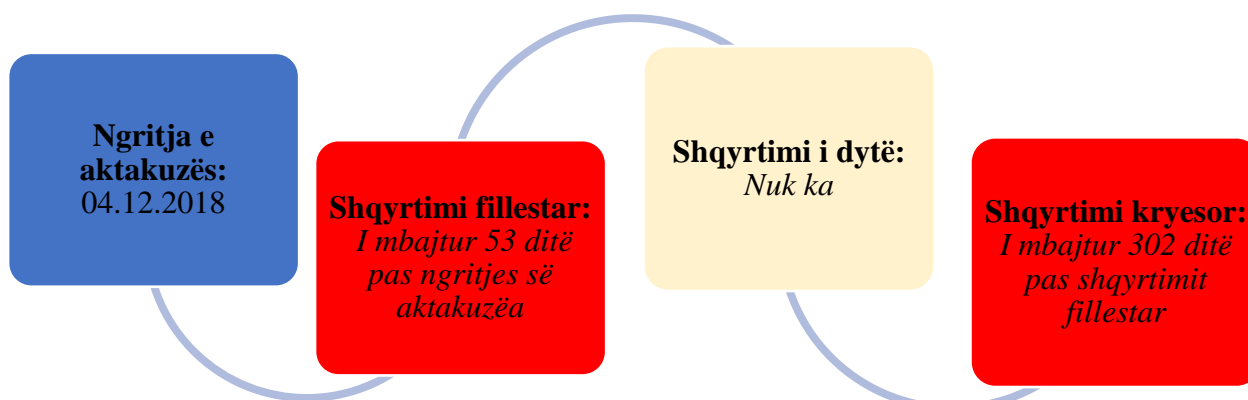 Ngritja e
aktakuzës:
04.12.2018
Shqyrtimi fillestar:
I mbajtur 53 ditë
pas ngritjes së
aktakuzëa
Shqyrtimi i dytë:
Nuk ka
Shqyrtimi kryesor:
I mbajtur 302 ditë
pas shqyrtimit
fillestar